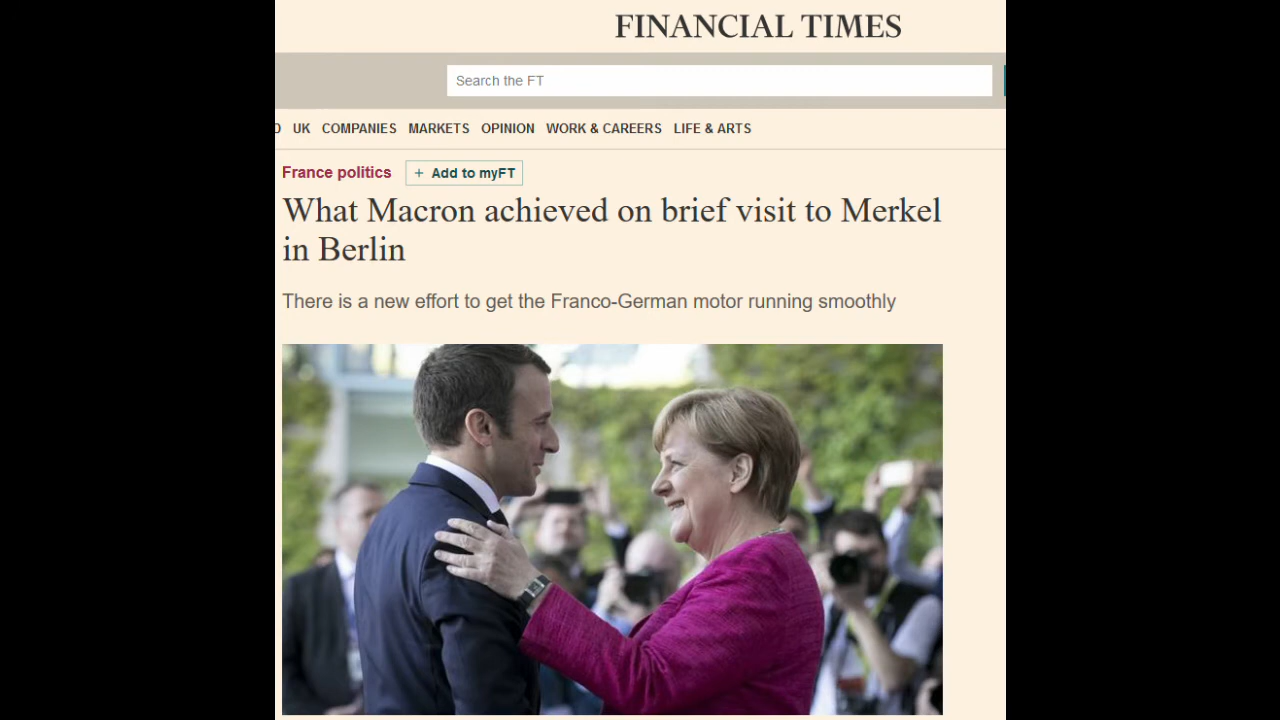 FINANCIAL TIMES
Search the FT
UK COMPANIES MARKETS OPINION WORK & CAREERS LIFE & ARTS
France politics + Add to myFT
What Macron achieved on brief visit to Merkel
in Berlin
There is a new effort to get the Franco-German motor running smoothly